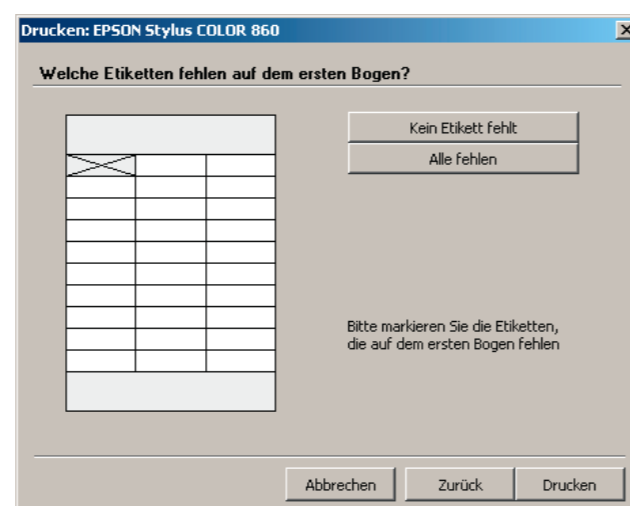 Drucken: EPSON Stylus COLOR 860
Welche Etiketten fehlen auf dem ersten Bogen?
Kein Etikett fehlt
Alle fehlen
Bitte markieren Sie die Etiketten,
die auf dem ersten Bogen fehlen
Abbrechen
Zurück
Drucken